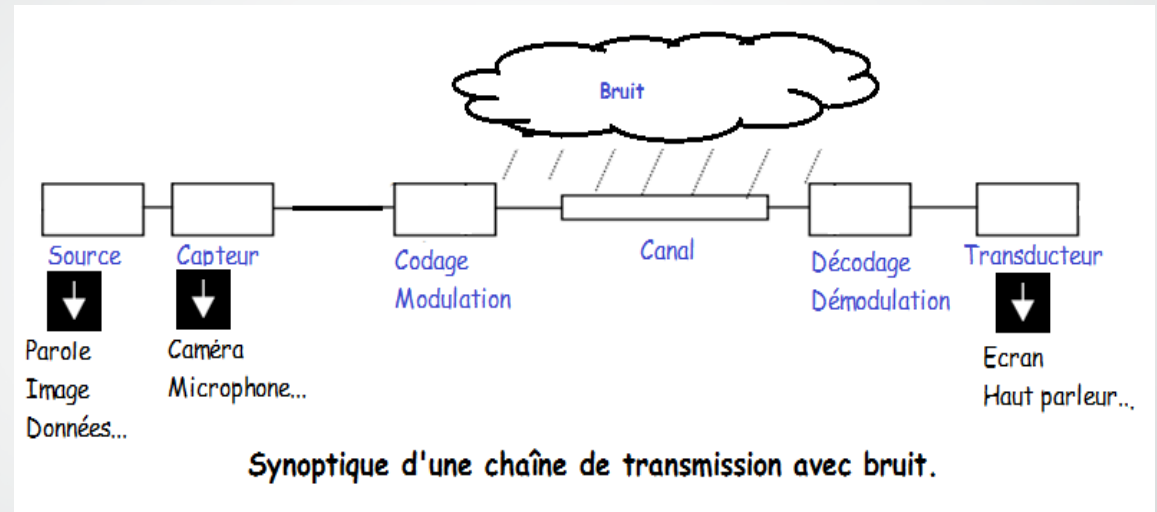 Bruit
Source
Capteur
Codage
Modulation
Canal
Décodage
Démodulation
Transducteur
Parole
Image
Données...
Caméra
Microphone...
Ecran
Haut parleur...
Synoptique d'une chaîne de transmission avec bruit.